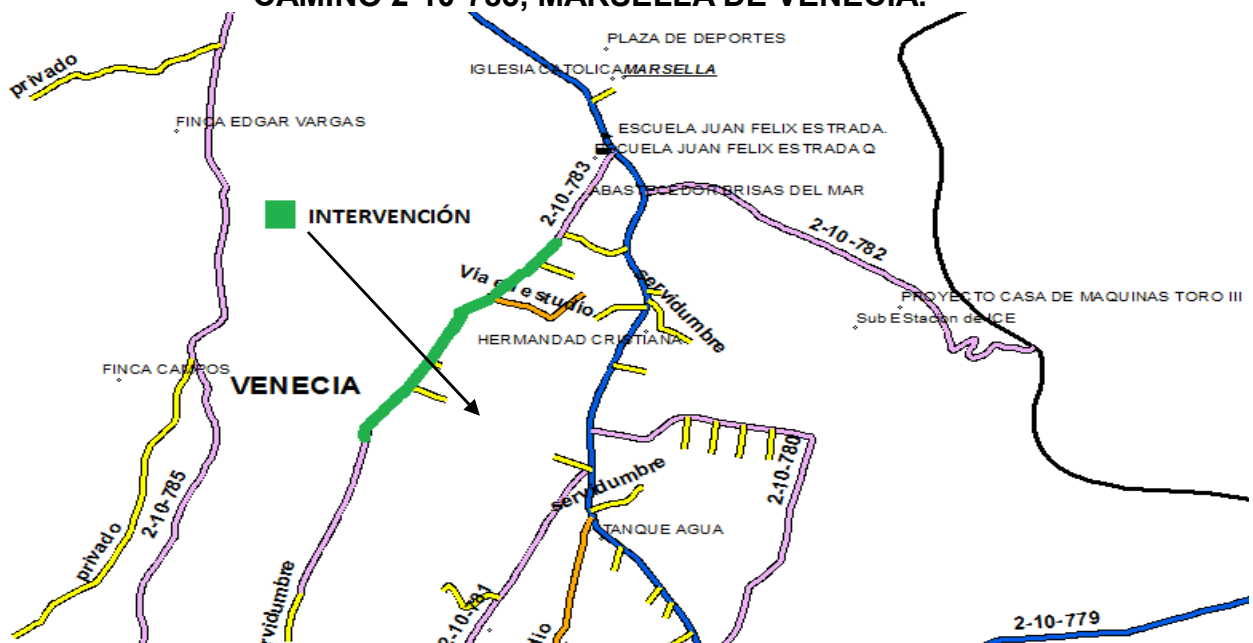 CAMINO 2-10-783, MARSELLA DE VENECIA.
PLAZA DE DEPORTES
privado
IGLESIA CATOLICA MARSELLA
FINCA EDGAR VARGAS
ESCUELA JUAN FELIX ESTRADA.
ESCUELA JUAN FELIX ESTRADA Q
2-10-783
ABASTECEDOR BRISAS DEL MAR
INTERVENCIÓN
2-10-782
Via en estudio
servidumbre
PROYECTO CASA DE MAQUINAS TORO III
Sub EStacion de ICE
HERMANDAD CRISTIANA
FINCA CAMPOS
VENECIA
2-10-780
servidumbre
2-10-785
privado
TANQUE AGUA
2-10-781
2-10-779